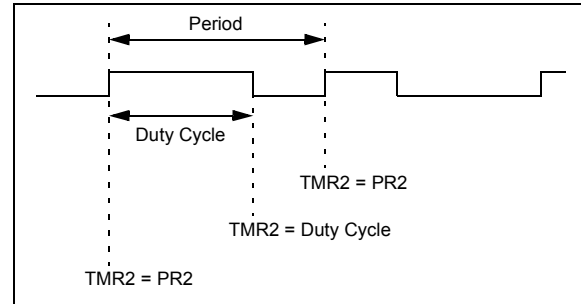 Period
Duty Cycle
TMR2 = PR2
TMR2 = Duty Cycle
TMR2 = PR2